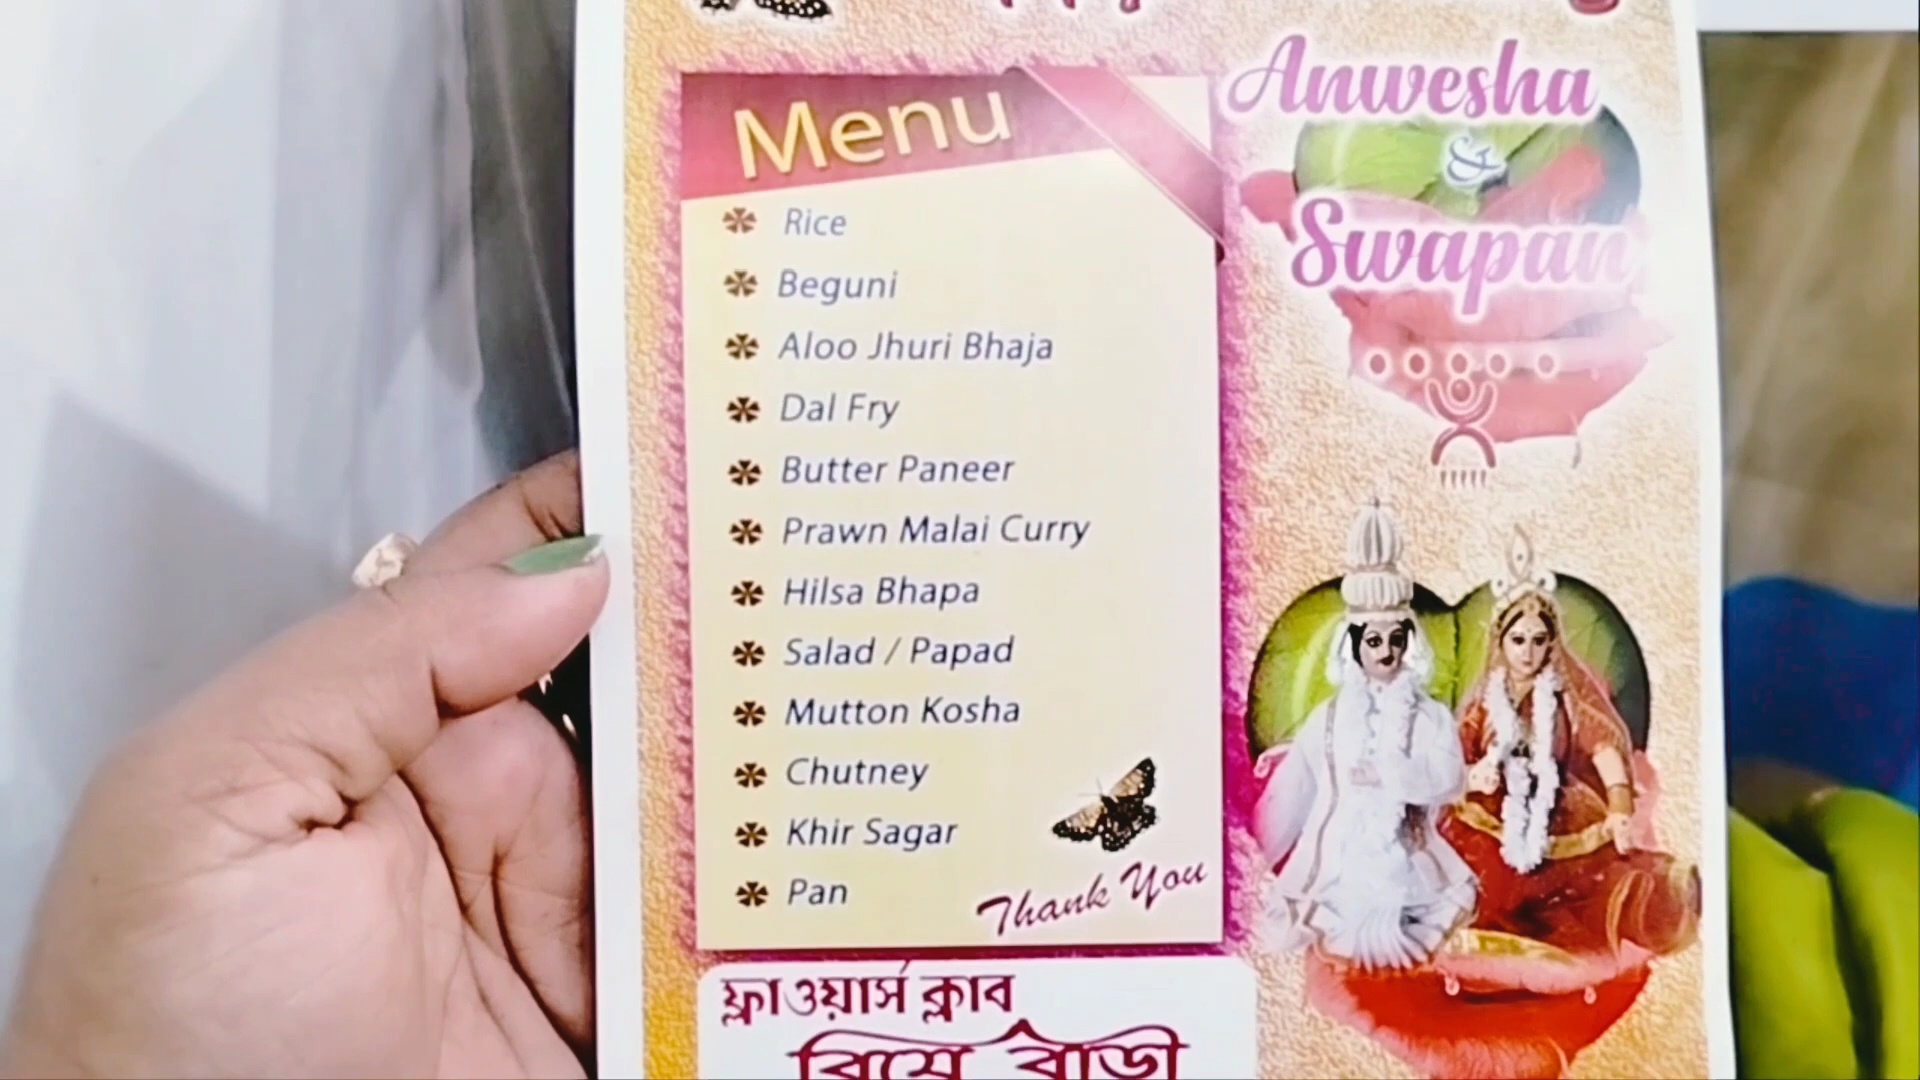 Menu
Rice
Beguni
Aloo Jhuri Bhaja
Dal Fry
Butter Paneer
Prawn Malai Curry
Hilsa Bhapa
Salad / Papad
Mutton Kosha
Chutney
Khir Sagar
Pan
Thank You
Anwesha
&
Swapan
ফ্লাওয়ার্স ক্লাব
বিয়ে বাড়ী